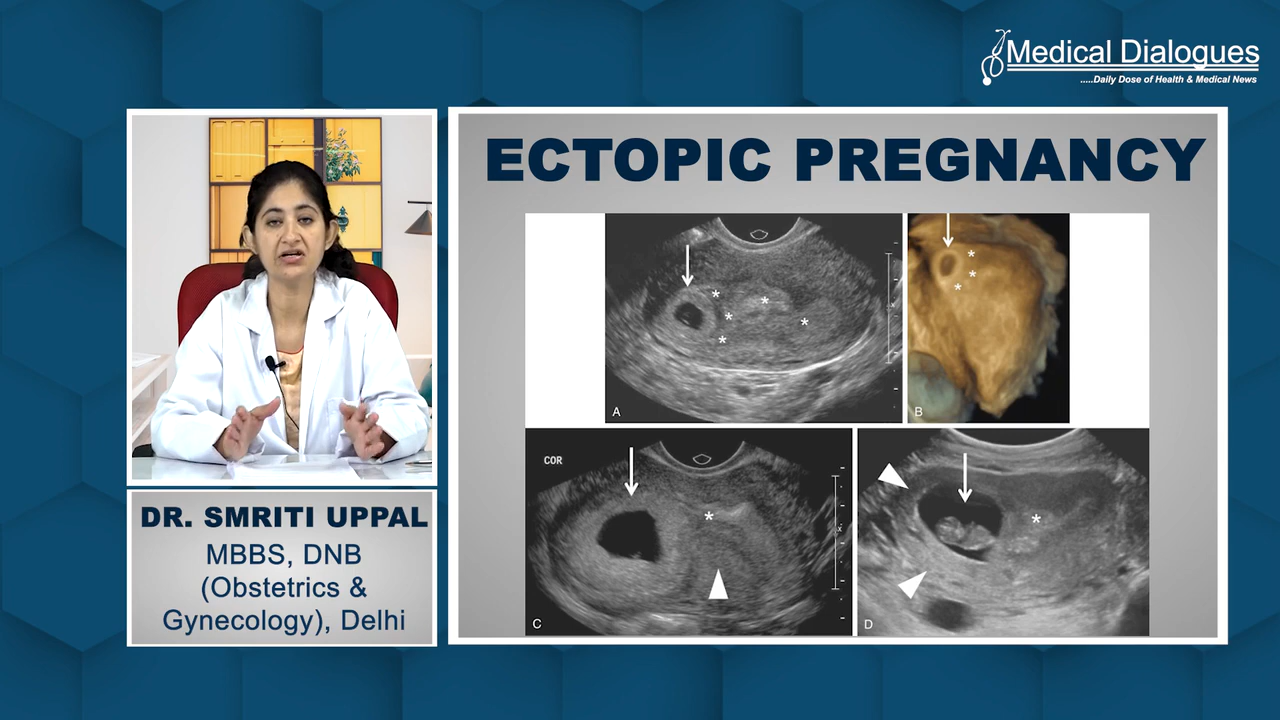 Medical Dialogues
.....Daily Dose of Health & Medical News
ECTOPIC PREGNANCY
A
B
COR
C
D
DR. SMRITI UPPAL
MBBS, DNB
(Obstetrics &
Gynecology), Delhi